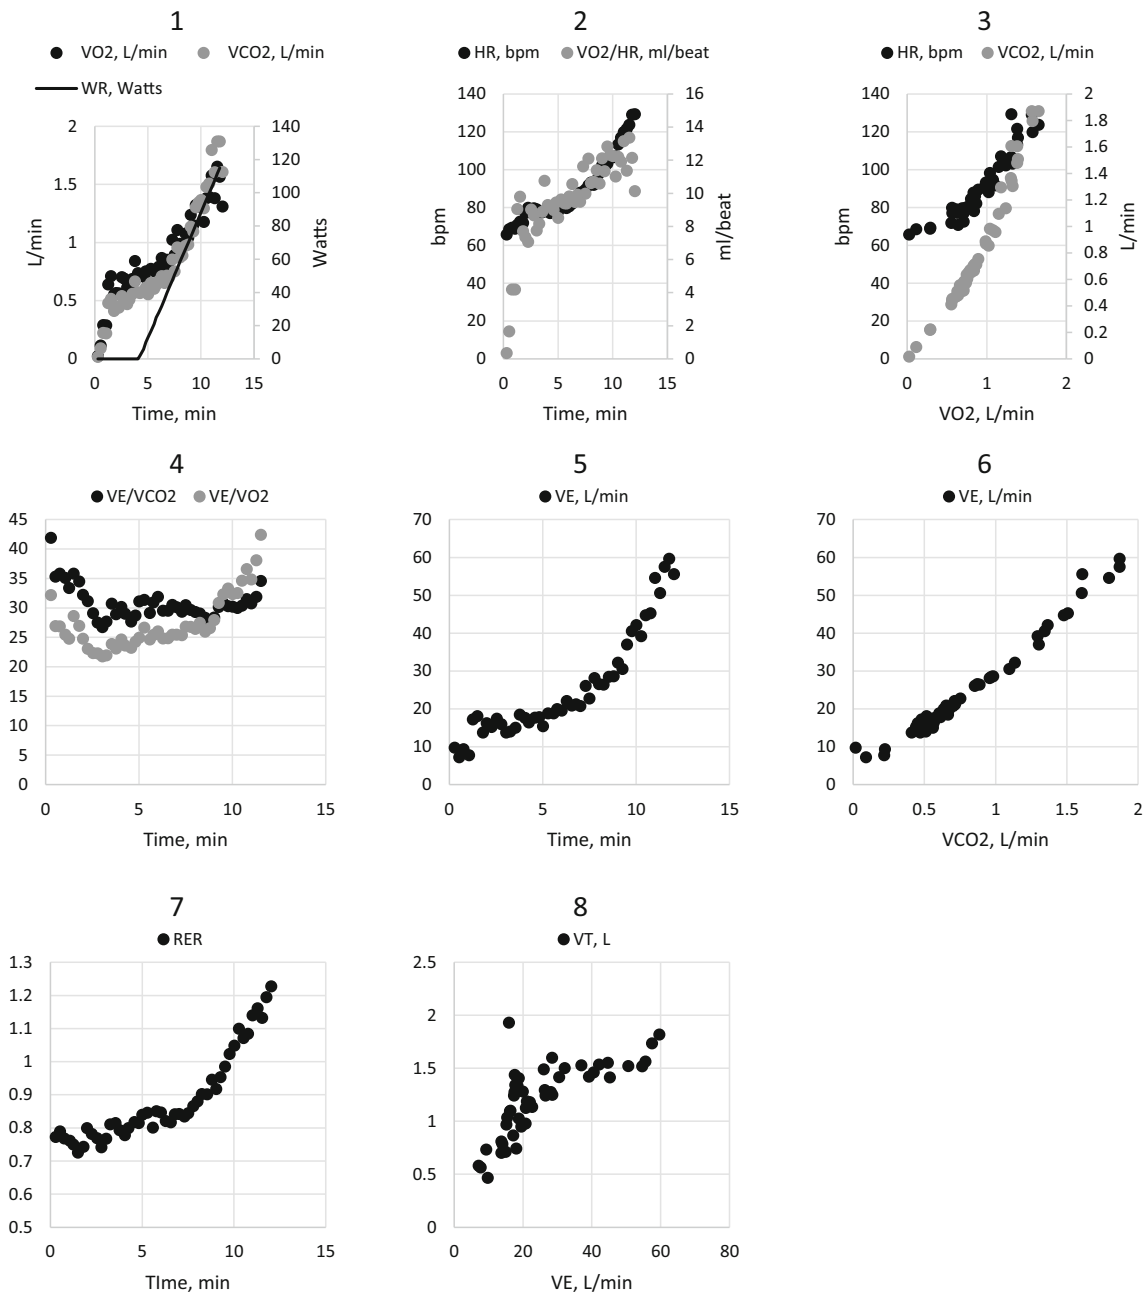 1
VO2, L/min VCO2, L/min
WR, Watts
2 140
1.5 120
1 100
0.5 80
0 60
40
20
0
0 5 10 15
L/min
Watts
Time, min
2
HR, bpm VO2/HR, ml/beat
140 16
120 14
100 12
80 10
60 8
40 6
20 4
0 2
0
0 5 10 15
bpm
ml/beat
Time, min
3
HR, bpm VCO2, L/min
140 2
120 1.8
100 1.6
80 1.4
60 1.2
40 1
20 0.8
0 0.6
0.4
0.2
0
0 1 2
bpm
L/min
VO2, L/min
4
VE/VCO2 VE/VO2
45
40
35
30
25
20
15
10
5
0
0 5 10 15
Time, min
5
VE, L/min
70
60
50
40
30
20
10
0
0 5 10 15
Time, min
6
VE, L/min
70
60
50
40
30
20
10
0
0 0.5 1 1.5 2
VCO2, L/min
7
RER
1.3
1.2
1.1
1
0.9
0.8
0.7
0.6
0.5
0 5 10 15
TIme, min
8
VT, L
2.5
2
1.5
1
0.5
0
0 20 40 60 80
VE, L/min